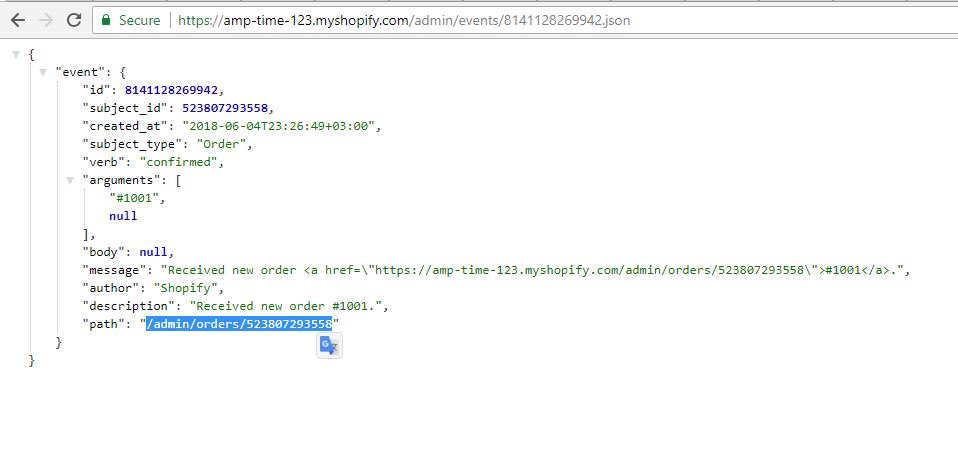 Secure https://amp-time-123.myshopify.com/admin/events/8141128269942.json
{
"event": {
"id": 8141128269942,
"subject_id": 523807293558,
"created_at": "2018-06-04T23:26:49+03:00",
"subject_type": "Order",
"verb": "confirmed",
"arguments": [
"#1001",
null
],
"body": null,
"message": "Received new order <a href=\"https://amp-time-123.myshopify.com/admin/orders/523807293558\">#1001</a>.",
"author": "Shopify",
"description": "Received new order #1001.",
"path": "/admin/orders/523807293558"
}
}